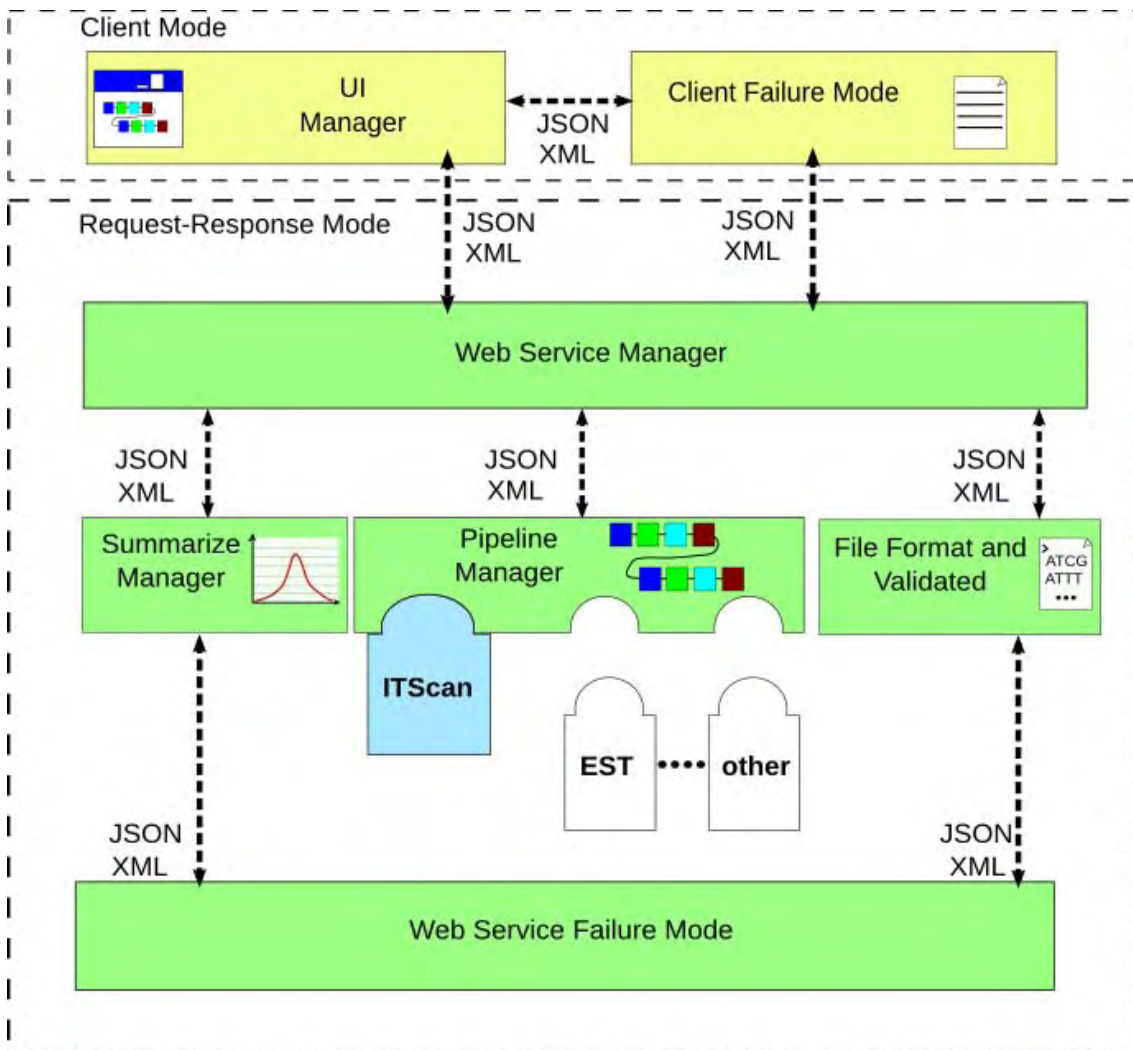 Client Mode
UI
Manager
JSON
XML
Client Failure Mode
Request-Response Mode
JSON
XML
JSON
XML
Web Service Manager
JSON
XML
JSON
XML
JSON
XML
Summarize
Manager
Pipeline
Manager
File Format and
Validated
ATCG
ATTT
•••
ITScan
EST
other
JSON
XML
JSON
XML
Web Service Failure Mode